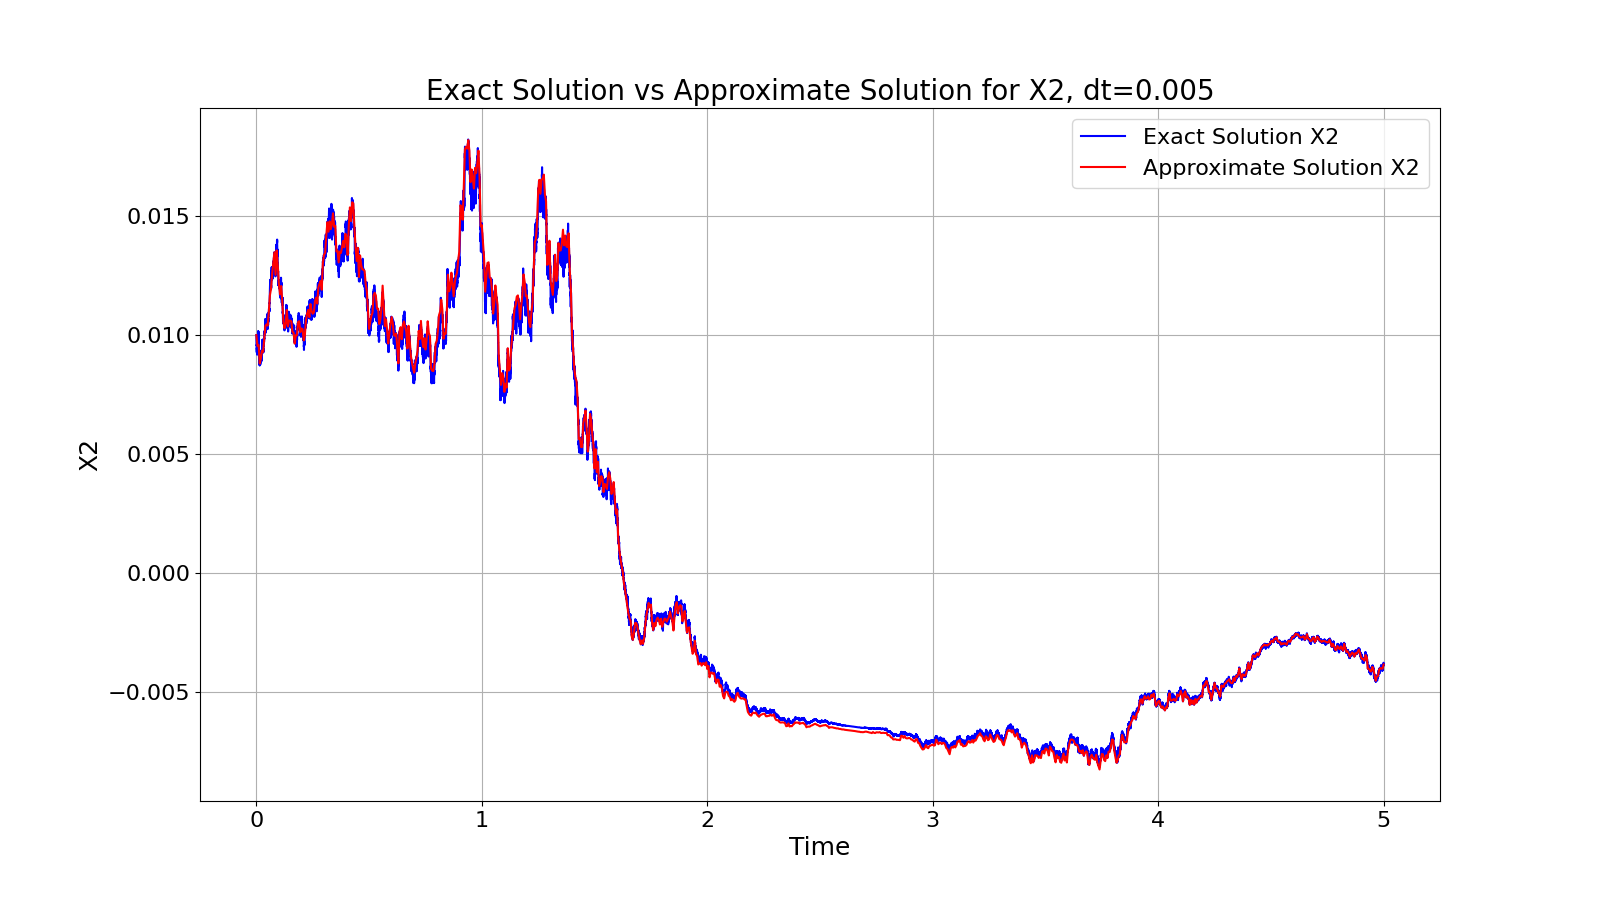 Exact Solution vs Approximate Solution for X2, dt=0.005
Exact Solution X2
Approximate Solution X2
0.015
0.010
0.005
0.000
−0.005
X2
0 1 2 3 4 5
Time